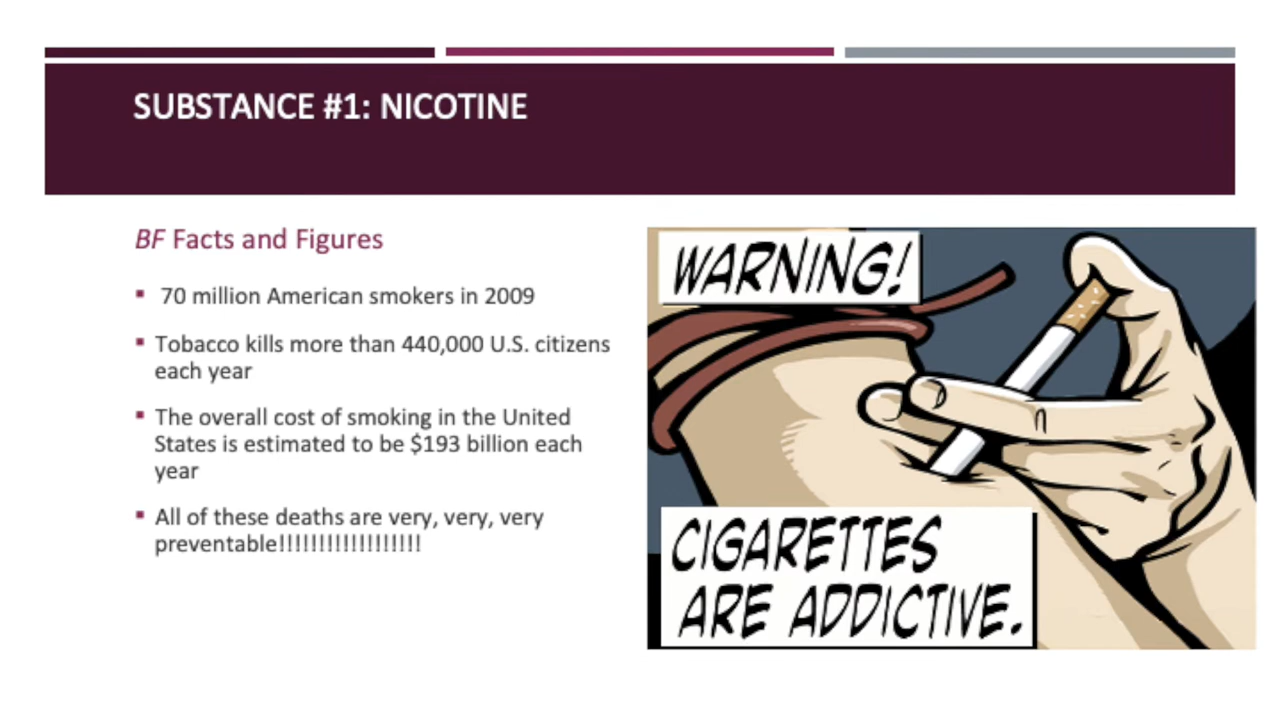 SUBSTANCE #1: NICOTINE
BF Facts and Figures
▪ 70 million American smokers in 2009
▪ Tobacco kills more than 440,000 U.S. citizens
each year
▪ The overall cost of smoking in the United
States is estimated to be $193 billion each
year
▪ All of these deaths are very, very, very
preventable!!!!!!!!!!!!!!!!!!
WARNING!
CIGARETTES
ARE ADDICTIVE.